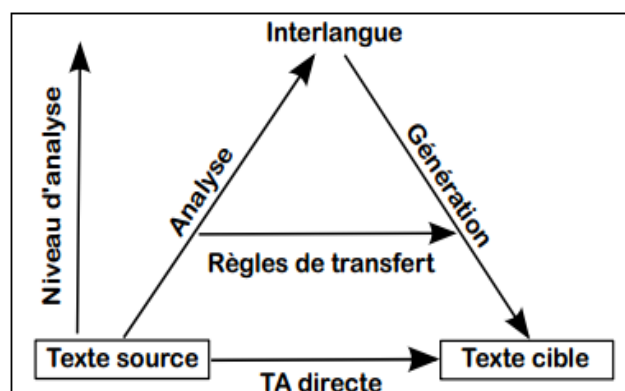 Interlangue
Niveau d'analyse
Analyse
Génération
Règles de transfert
Texte source
Texte cible
TA directe